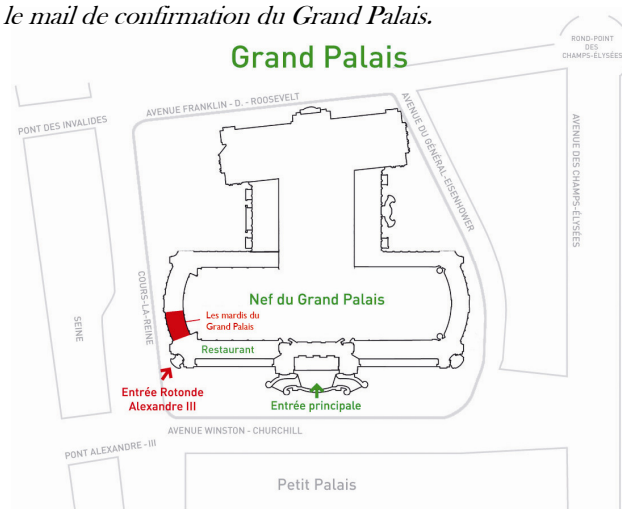 le mail de confirmation du Grand Palais.
ROND-POINT
DES
CHAMPS-ÉLYSÉES
Grand Palais
AVENUE FRANKLIN - D. - ROOSEVELT
PONT DES INVALIDES
AVENUE DU GÉNÉRAL-EISENHOWER
AVENUE DES CHAMPS-ÉLYSÉES
COURS-LA-REINE
SEINE
Nef du Grand Palais
Les mardis du
Grand Palais
Restaurant
Entrée Rotonde
Alexandre III
Entrée principale
AVENUE WINSTON - CHURCHILL
PONT ALEXANDRE - III
Petit Palais